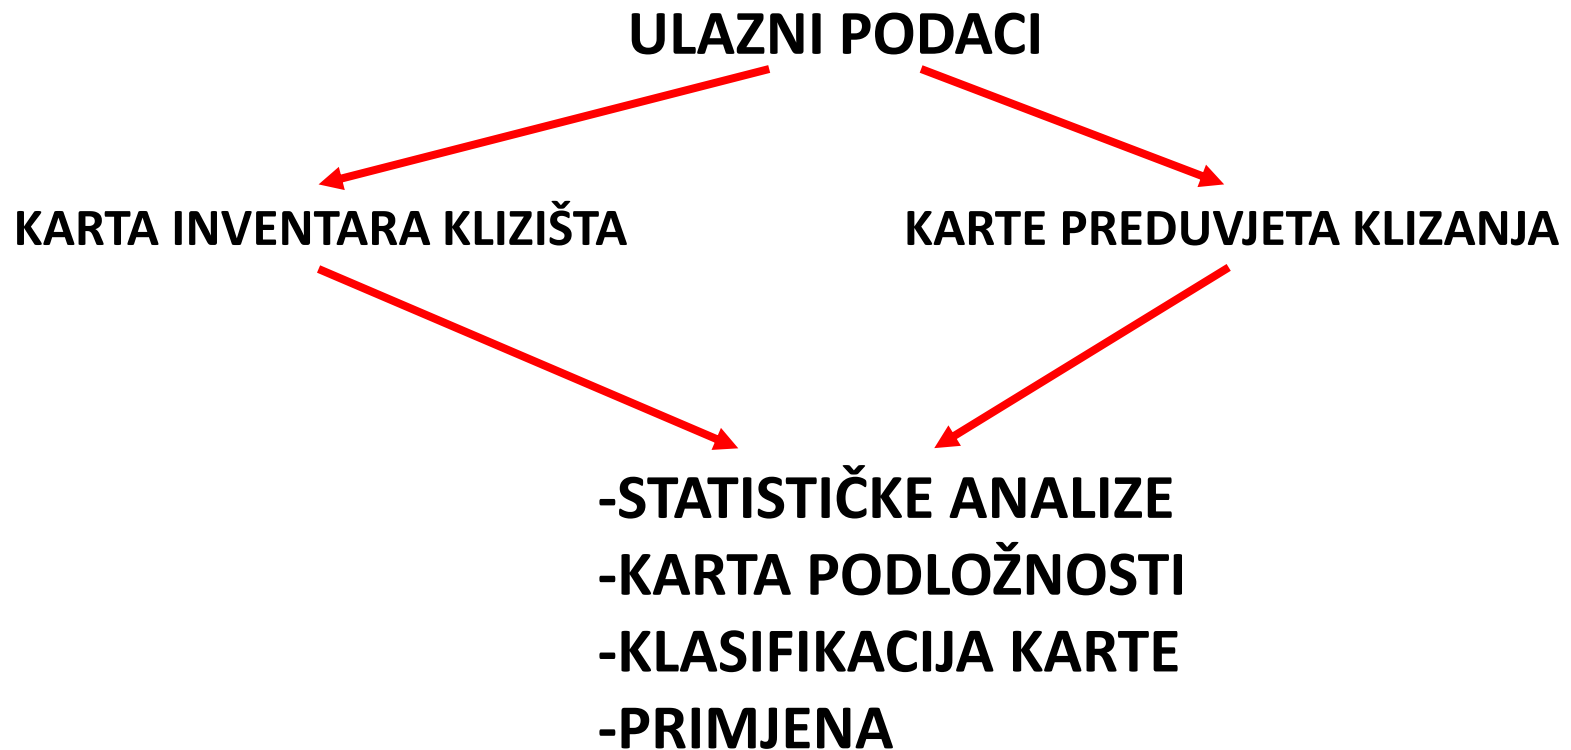 ULAZNI PODACI
KARTA INVENTARA KLIZIŠTA
KARTE PREDUVJETA KLIZANJA
-STATISTIČKE ANALIZE
-KARTA PODLOŽNOSTI
-KLASIFIKACIJA KARTE
-PRIMJENA